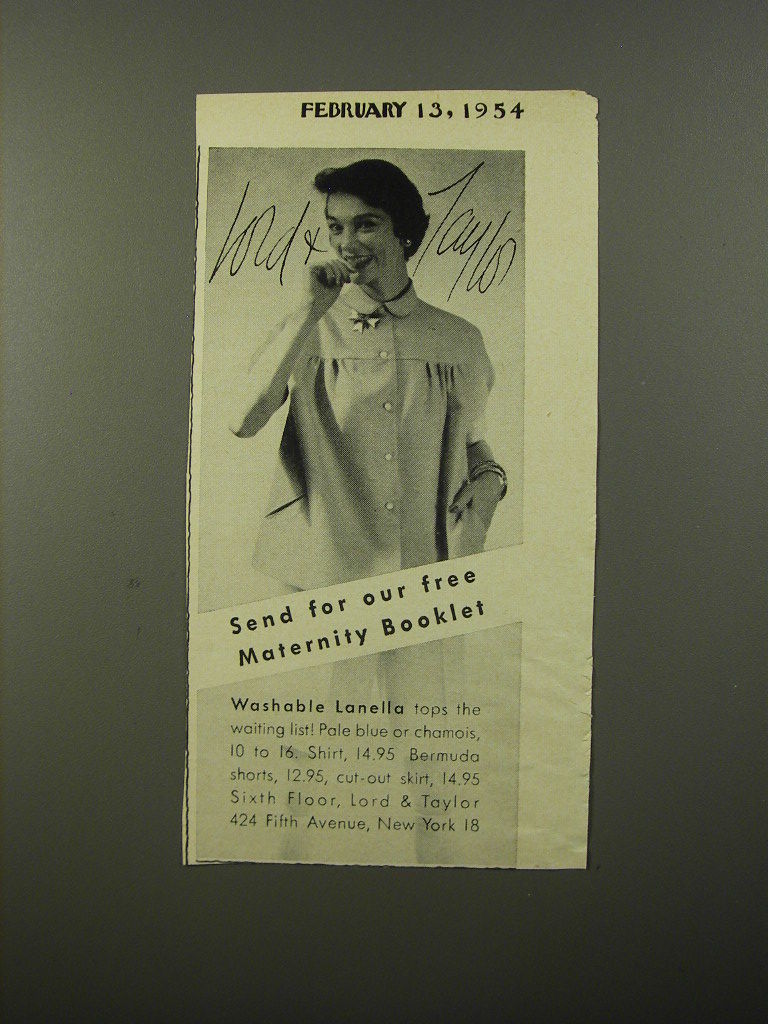 FEBRUARY 13, 1954
Lord & Taylor
Send for our free
Maternity Booklet
Washable Lanella tops the
waiting list! Pale blue or chamois,
10 to 16. Shirt, 14.95 Bermuda
shorts, 12.95, cut-out skirt, 14.95
Sixth Floor, Lord & Taylor
424 Fifth Avenue, New York 18